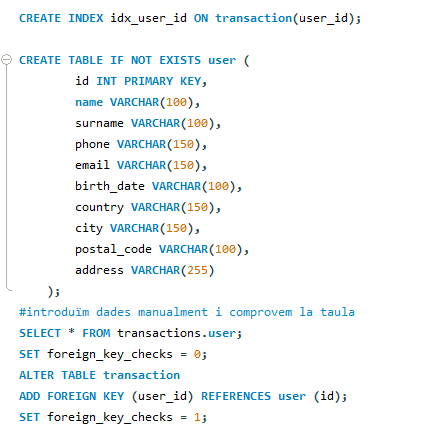 CREATE INDEX idx_user_id ON transaction(user_id);
CREATE TABLE IF NOT EXISTS user (
id INT PRIMARY KEY,
name VARCHAR(100),
surname VARCHAR(100),
phone VARCHAR(150),
email VARCHAR(150),
birth_date VARCHAR(100),
country VARCHAR(150),
city VARCHAR(150),
postal_code VARCHAR(100),
address VARCHAR(255)
);
#introduïm dades manualment i comprovem la taula
SELECT * FROM transactions.user;
SET foreign_key_checks = 0;
ALTER TABLE transaction
ADD FOREIGN KEY (user_id) REFERENCES user (id);
SET foreign_key_checks = 1;